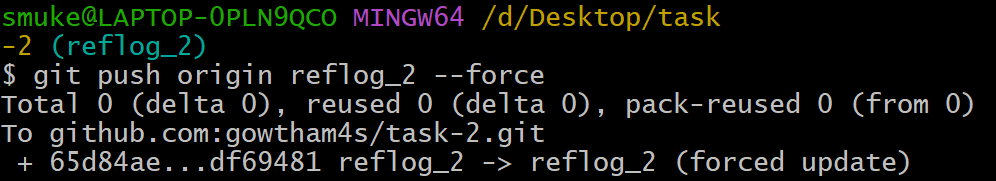 smuke@LAPTOP-0PLN9QCO MINGW64 /d/Desktop/task
-2 (reflog_2)
$ git push origin reflog_2 --force
Total 0 (delta 0), reused 0 (delta 0), pack-reused 0 (from 0)
To github.com:gowtham4s/task-2.git
 + 65d84ae...df69481 reflog_2 -> reflog_2 (forced update)